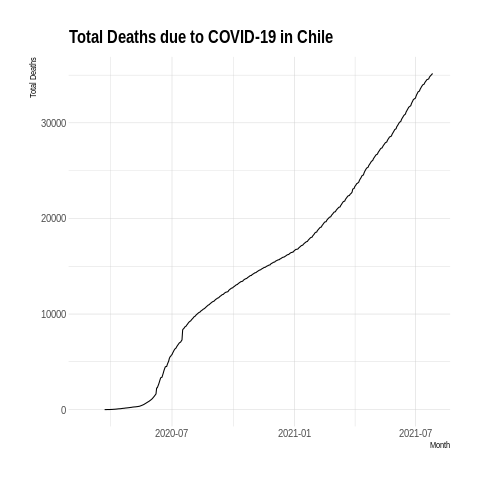 Total Deaths due to COVID-19 in Chile
Total Deaths
30000
20000
10000
0
2020-07 2021-01 2021-07
Month